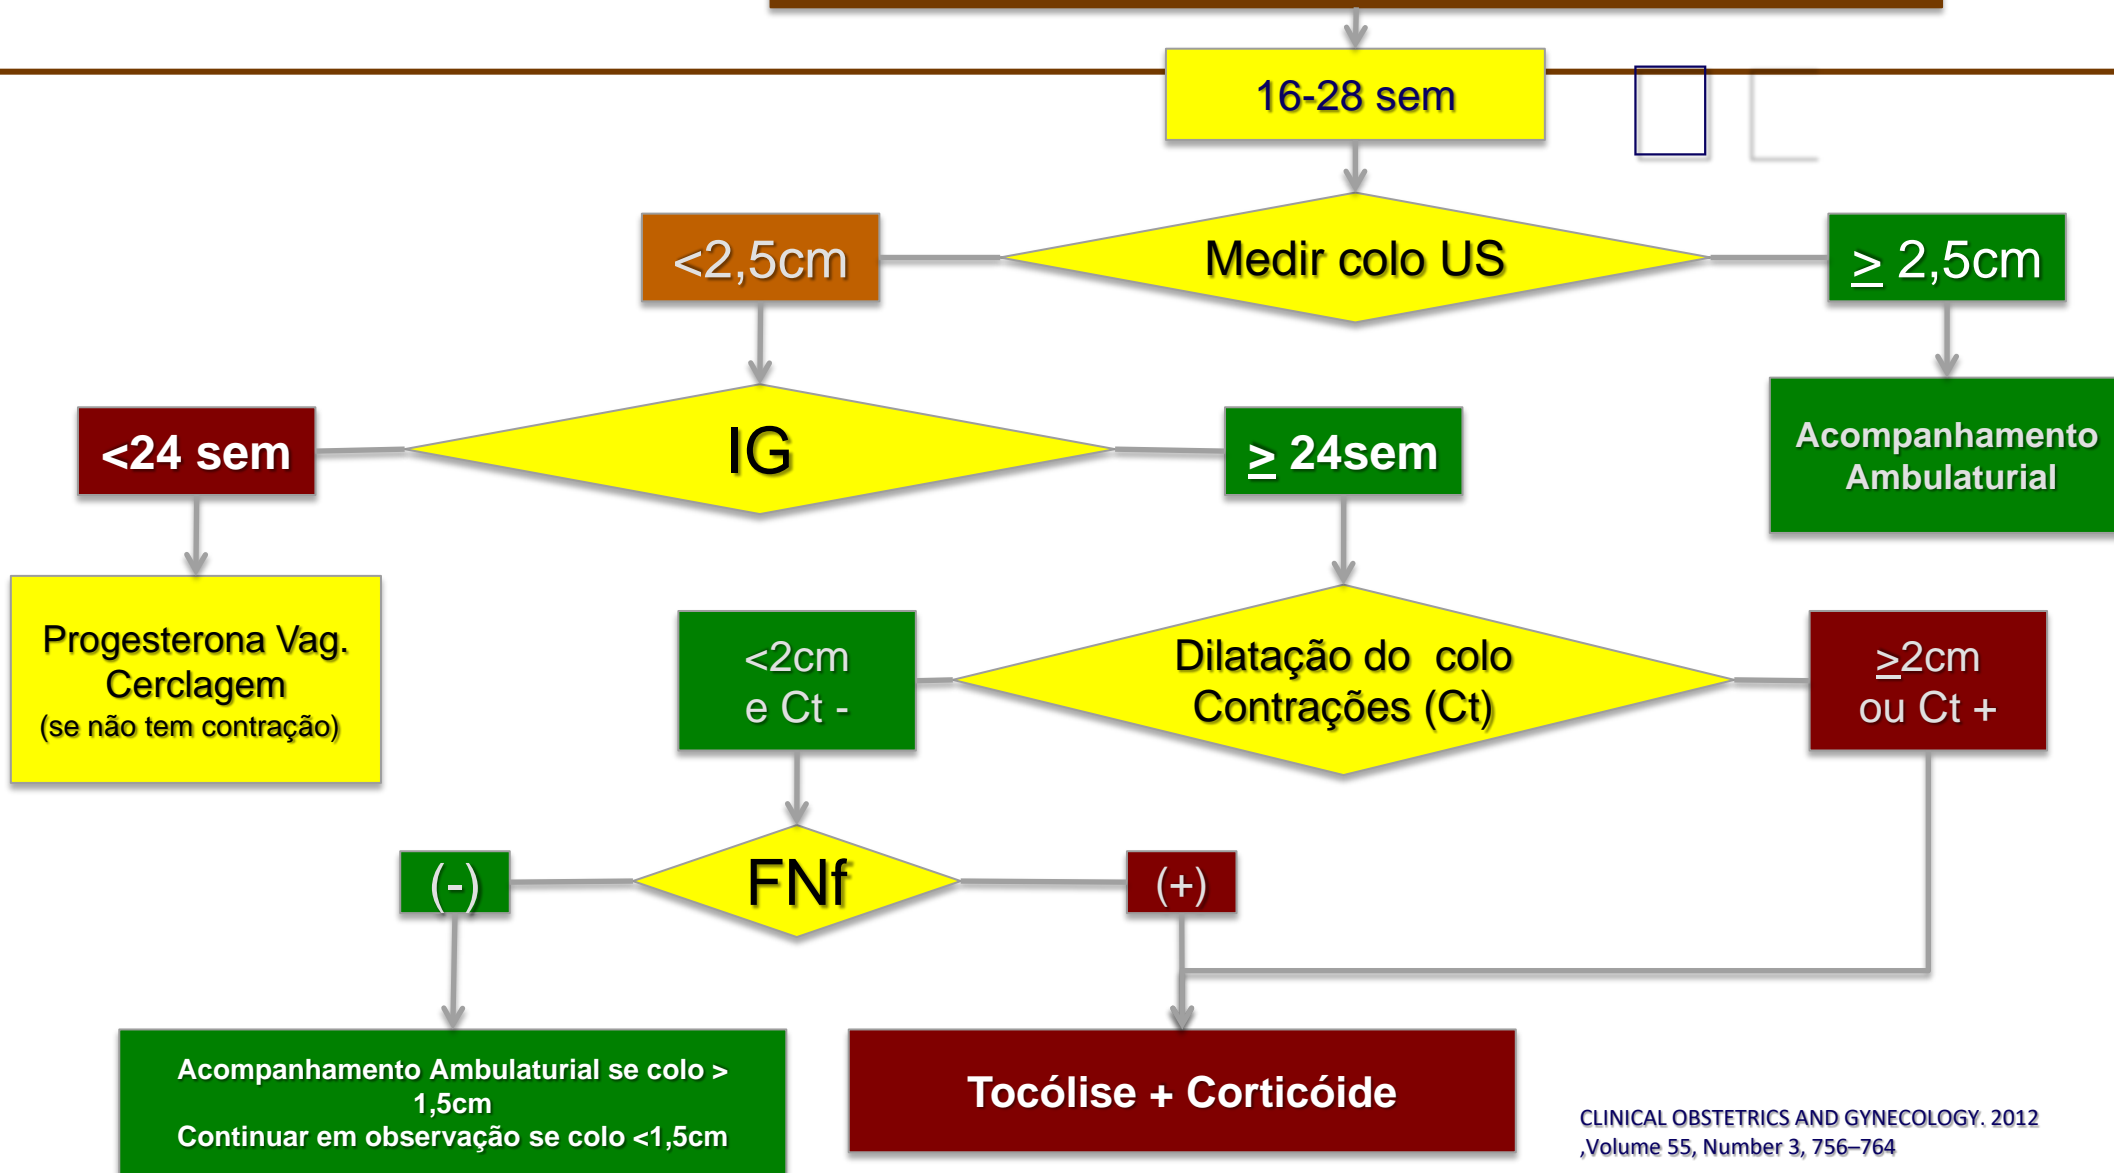 16-28 sem
Medir colo US
<2,5cm
≥ 2,5cm
IG
<24 sem
≥ 24sem
Acompanhamento
Ambulaturial
Progesterona Vag.
Cerclagem
(se não tem contração)
Dilatação do colo
Contrações (Ct)
<2cm
e Ct -
≥2cm
ou Ct +
FNf
(-)
(+)
Acompanhamento Ambulaturial se colo >
1,5cm
Continuar em observação se colo <1,5cm
Tocólise + Corticóide
CLINICAL OBSTETRICS AND GYNECOLOGY. 2012
,Volume 55, Number 3, 756–764